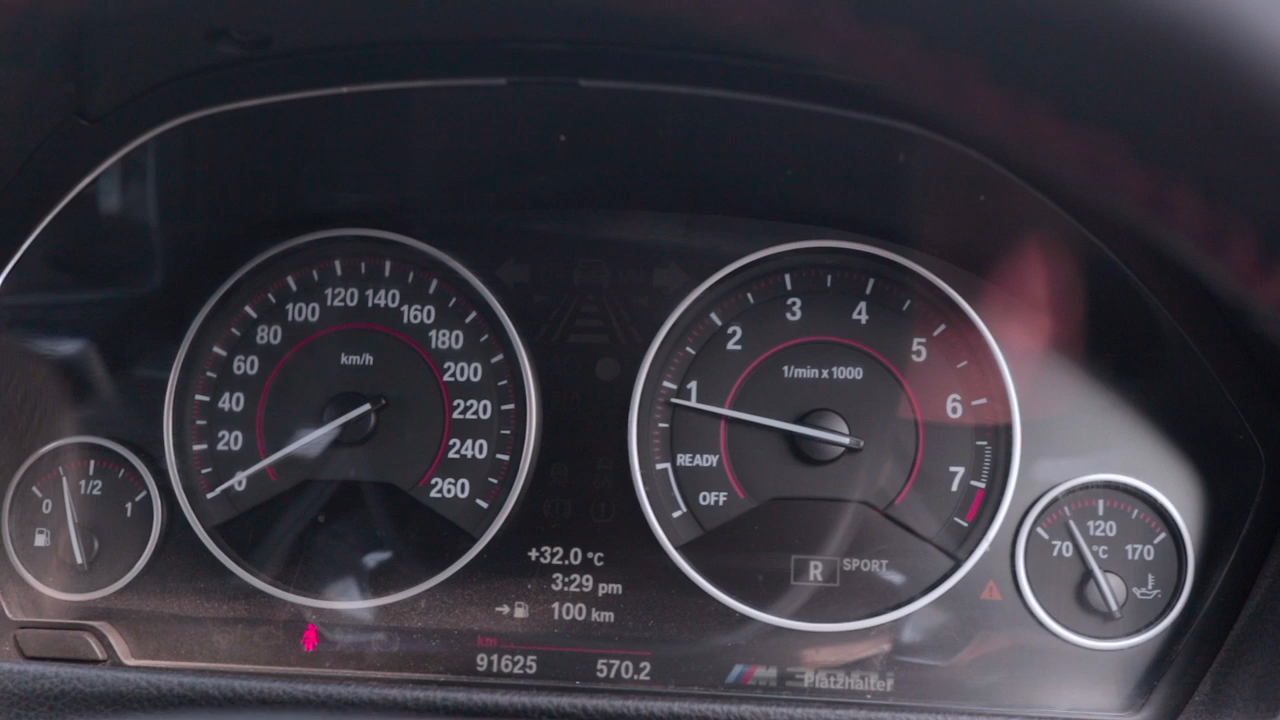 0
20
40
60
80
100
120
140
160
180
200
220
240
260
km/h
0
1/2
1
OFF
READY
1
2
3
4
5
6
7
1/min x 1000
R SPORT
70
120
170
°C
+32.0 °C
3:29 pm
100 km
km
91625 570.2
M
Platzhalter